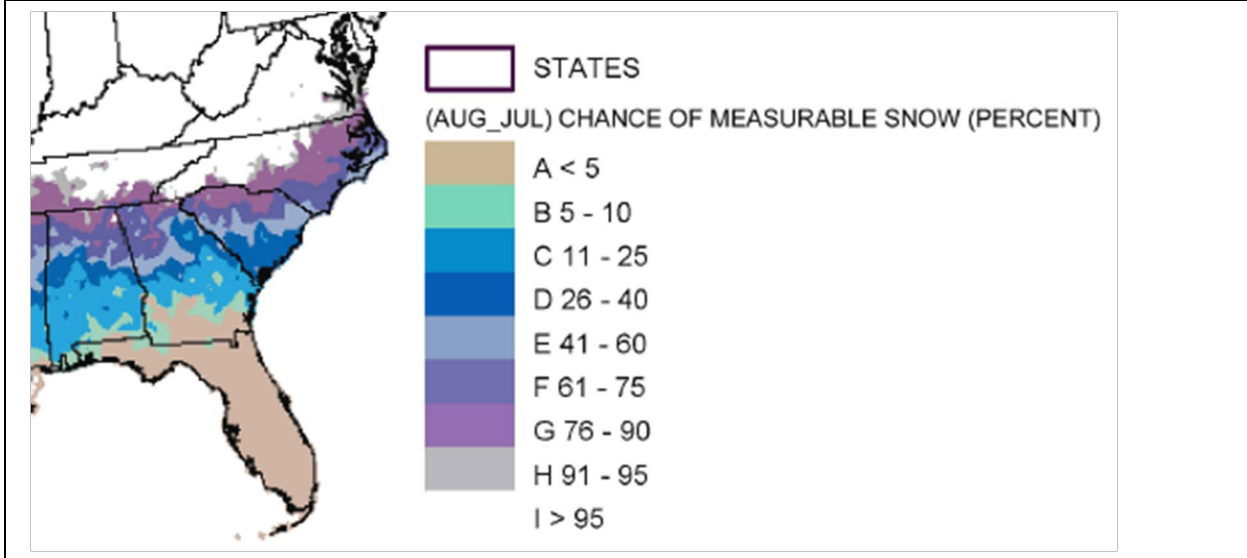 STATES
(AUG_JUL) CHANCE OF MEASURABLE SNOW (PERCENT)
A < 5
B 5 - 10
C 11 - 25
D 26 - 40
E 41 - 60
F 61 - 75
G 76 - 90
H 91 - 95
I > 95